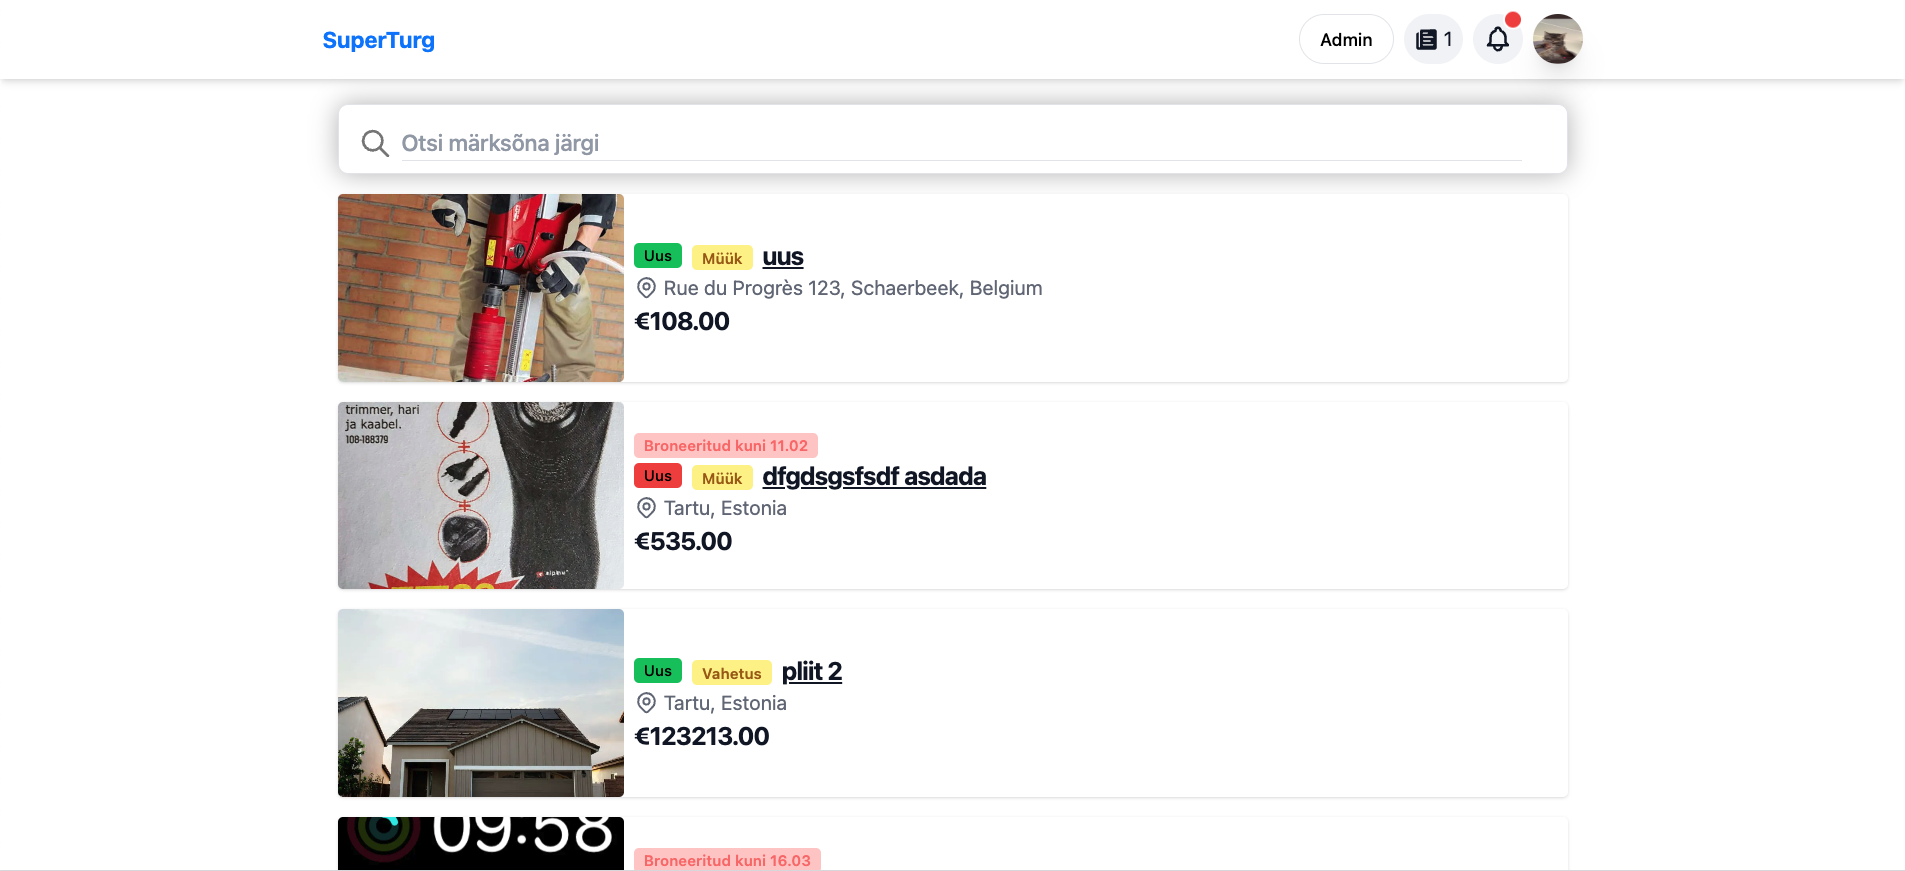 SuperTurg
Admin
1
Otsi märksõna järgi
Uus Müük uus
Rue du Progrès 123, Schaerbeek, Belgium
€108.00
trimmer, hari
ja kaabel.
108-188379
alpina
Broneeritud kuni 11.02
Uus Müük dfgdsgsfsdf asdada
Tartu, Estonia
€535.00
Uus Vahetus pliit 2
Tartu, Estonia
€123213.00
09:58
Broneeritud kuni 16.03